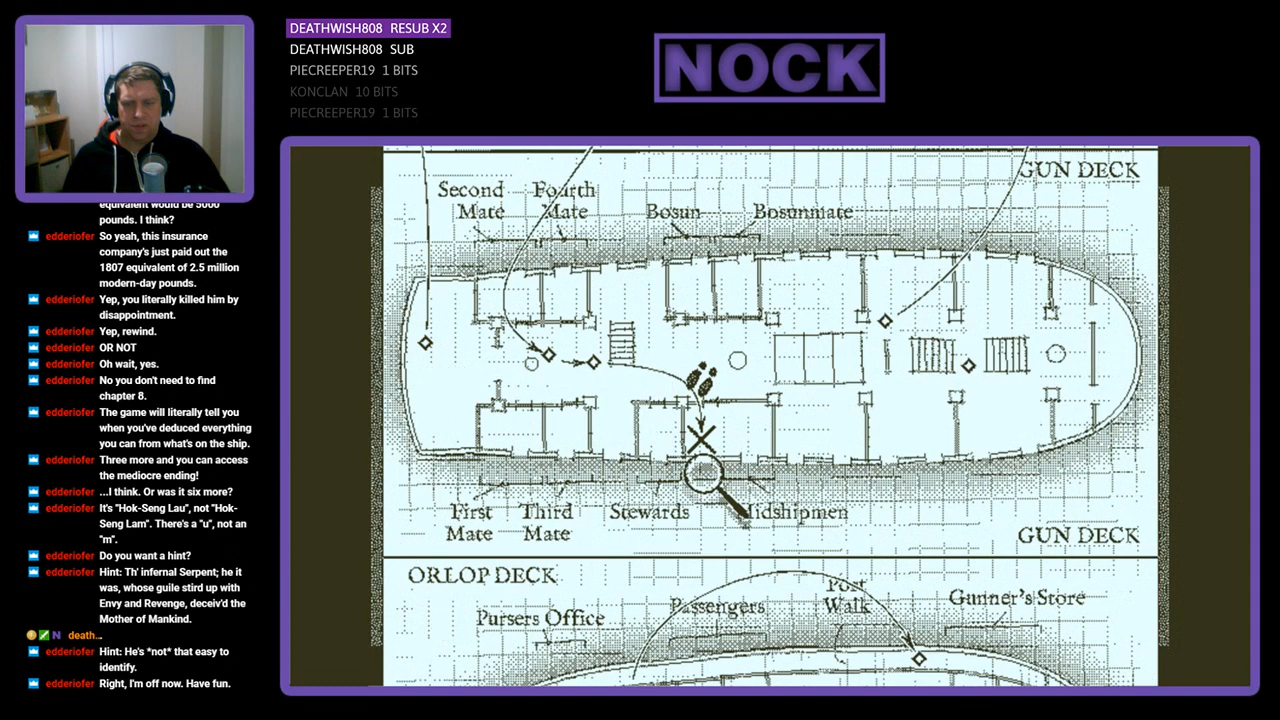 DEATHWISH808 RESUB X2
DEATHWISH808 SUB
PIECREEPER19 1 BITS
KONCLAN 10 BITS
PIECREEPER19 1 BITS
NOCK
equivalent would be 5000
pounds. I think?
edderiofer So yeah, this insurance
company's just paid out the
1807 equivalent of 2.5 million
modern-day pounds.
edderiofer Yep, you literally killed him by
disappointment.
edderiofer Yep, rewind.
edderiofer OR NOT
edderiofer Oh wait, yes.
edderiofer No you don't need to find
chapter 8.
edderiofer The game will literally tell you
when you've deduced everything
you can from what's on the ship.
edderiofer Three more and you can access
the mediocre ending!
edderiofer ...I think. Or was it six more?
edderiofer It's "Hok-Seng Lau", not "Hok-
Seng Lam". There's a "u", not an
"m".
edderiofer Do you want a hint?
edderiofer Hint: Th' infernal Serpent; he it
was, whose guile stird up with
Envy and Revenge, deceiv'd the
Mother of Mankind.
death…
edderiofer Hint: He's *not* that easy to
identify.
edderiofer Right, I'm off now. Have fun.
GUN DECK
Second
Mate
Fourth
Mate
Bosun
Bosunmate
First
Mate
Third
Mate
Stewards
Midshipmen
GUN DECK
ORLOP DECK
Pursers Office
Passengers
Post
Walk
Gunner's Store